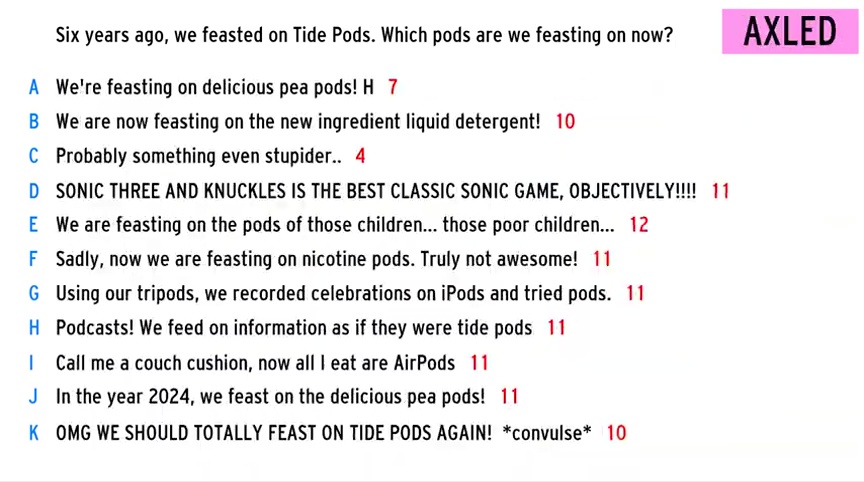 Six years ago, we feasted on Tide Pods. Which pods are we feasting on now?
AXLED
A We're feasting on delicious pea pods! H 7
B We are now feasting on the new ingredient liquid detergent! 10
C Probably something even stupider.. 4
D SONIC THREE AND KNUCKLES IS THE BEST CLASSIC SONIC GAME, OBJECTIVELY!!!! 11
E We are feasting on the pods of those children... those poor children... 12
F Sadly, now we are feasting on nicotine pods. Truly not awesome! 11
G Using our tripods, we recorded celebrations on iPods and tried pods. 11
H Podcasts! We feed on information as if they were tide pods 11
I Call me a couch cushion, now all I eat are AirPods 11
J In the year 2024, we feast on the delicious pea pods! 11
K OMG WE SHOULD TOTALLY FEAST ON TIDE PODS AGAIN! *convulse* 10